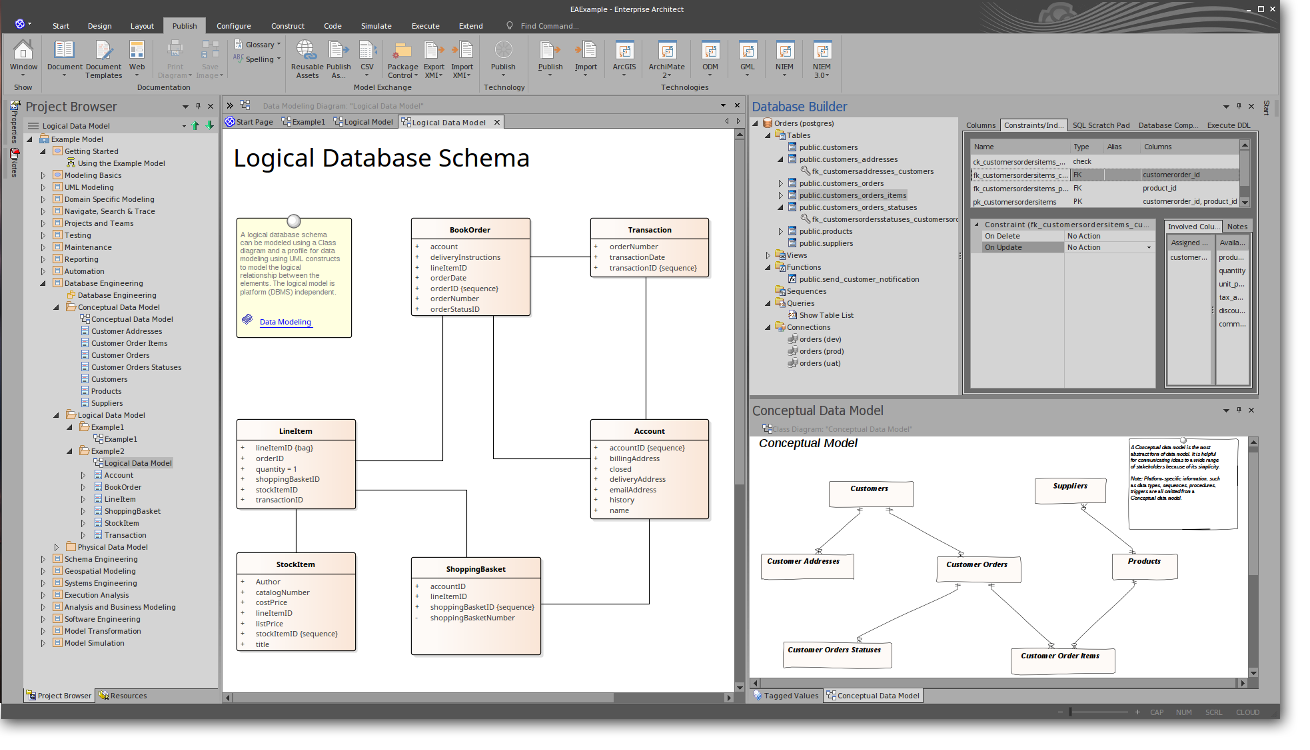 EAExample - Enterprise Architect
Start Design Layout Publish Configure Construct Code Simulate Execute Extend Find Command...
Glossary
Spelling
Window Document Document Templates Web Print Diagram Save Image Reusable Assets Publish As... CSV Package Control Export XMI Import XMI Publish Publish Import ArcGIS ArchiMate 2 ODM GML NIEM NIEM 3.0
Show Documentation Model Exchange Technology Technologies
Properties
Notes
Project Browser
Logical Data Model
Example Model
Getting Started
Using the Example Model
Modeling Basics
UML Modeling
Domain Specific Modeling
Navigate, Search & Trace
Projects and Teams
Testing
Maintenance
Reporting
Automation
Database Engineering
Database Engineering
Conceptual Data Model
Conceptual Data Model
Customer Addresses
Customer Order Items
Customer Orders
Customer Orders Statuses
Customers
Products
Suppliers
Logical Data Model
Example1
Example1
Example2
Logical Data Model
Account
BookOrder
LineItem
ShoppingBasket
StockItem
Transaction
Physical Data Model
Schema Engineering
Geospatial Modeling
Systems Engineering
Execution Analysis
Analysis and Business Modeling
Software Engineering
Model Transformation
Model Simulation
Project Browser Resources
Data Modeling Diagram: "Logical Data Model"
Start Page Example1 Logical Model Logical Data Model
Logical Database Schema
A logical database schema
can be modeled using a Class
diagram and a profile for data
modeling using UML constructs
to model the logical
relationship between the
elements. The logical model is
platform (DBMS) independent.
Data Modeling
BookOrder
+ account
+ deliveryInstructions
+ lineItemID
+ orderDate
+ orderID {sequence}
+ orderNumber
+ orderStatusID
Transaction
+ orderNumber
+ transactionDate
+ transactionID {sequence}
LineItem
+ lineItemID {bag}
+ orderID
+ quantity = 1
+ shoppingBasketID
+ stockItemID
+ transactionID
Account
+ accountID {sequence}
+ billingAddress
+ closed
+ deliveryAddress
+ emailAddress
+ history
+ name
StockItem
+ Author
+ catalogNumber
+ costPrice
+ lineItemID
+ listPrice
+ stockItemID {sequence}
+ title
ShoppingBasket
+ accountID
+ lineItemID
+ shoppingBasketID {sequence}
- shoppingBasketNumber
Database Builder
Start
Orders (postgres)
Tables
public.customers
public.customers_addresses
fk_customersaddresses_customers
public.customers_orders
public.customers_orders_items
public.customers_orders_statuses
fk_customersordersstatuses_customersor
public.products
public.suppliers
Views
Functions
public.send_customer_notification
Sequences
Queries
Show Table List
Connections
orders (dev)
orders (prod)
orders (uat)
Columns Constraints/Ind... SQL Scratch Pad Database Comp... Execute DDL
Name Type Alias Columns
ck_customersordersitems_... check
fk_customersordersitems_c... FK customerorder_id
fk_customersordersitems_p... FK product_id
pk_customersordersitems PK customerorder_id, product_id
Constraint (fk_customersordersitems_cu...
On Delete No Action
On Update No Action
Involved Colu... Notes
Assigned ... Availa...
customer... produ...
quantity
unit_p...
tax_a...
discou...
comm...
Conceptual Data Model
Class Diagram: "Conceptual Data Model"
Conceptual Model
A Conceptual data model is the most
abstract form of data model. It is helpful
for communicating ideas to a wide range
of stakeholders because of its simplicity.
Note: Platform-specific information, such
as data types, sequences, procedures,
triggers are all omitted from a
Conceptual data model.
Customers
Suppliers
Customer Addresses
Customer Orders
Products
Customer Orders Statuses
Customer Order Items
Tagged Values Conceptual Data Model
CAP NUM SCRL CLOUD